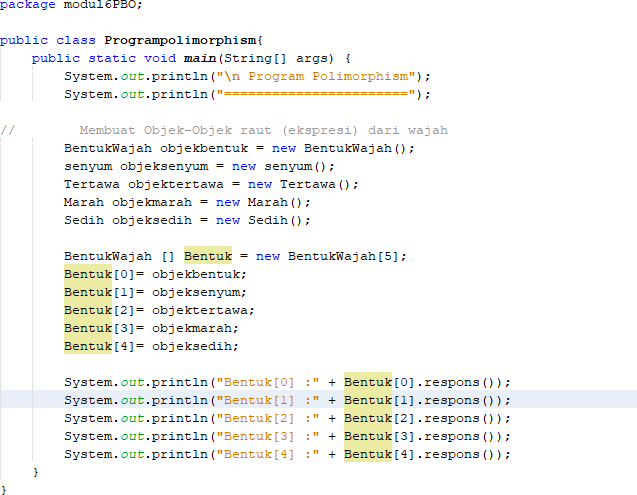 package modul6PBO;
public class Programpolimorphism{
public static void main(String[] args) {
System.out.println("\n Program Polimorphism");
System.out.println("=======================");
// Membuat Objek-Objek raut (ekspresi) dari wajah
BentukWajah objekbentuk = new BentukWajah();
senyum objeksenyum = new senyum();
Tertawa objektertawa = new Tertawa();
Marah objekmarah = new Marah();
Sedih objeksedih = new Sedih();
BentukWajah [] Bentuk = new BentukWajah[5];
Bentuk[0]= objekbentuk;
Bentuk[1]= objeksenyum;
Bentuk[2]= objektertawa;
Bentuk[3]= objekmarah;
Bentuk[4]= objeksedih;
System.out.println("Bentuk[0] :" + Bentuk[0].respons());
System.out.println("Bentuk[1] :" + Bentuk[1].respons());
System.out.println("Bentuk[2] :" + Bentuk[2].respons());
System.out.println("Bentuk[3] :" + Bentuk[3].respons());
System.out.println("Bentuk[4] :" + Bentuk[4].respons());
}
}